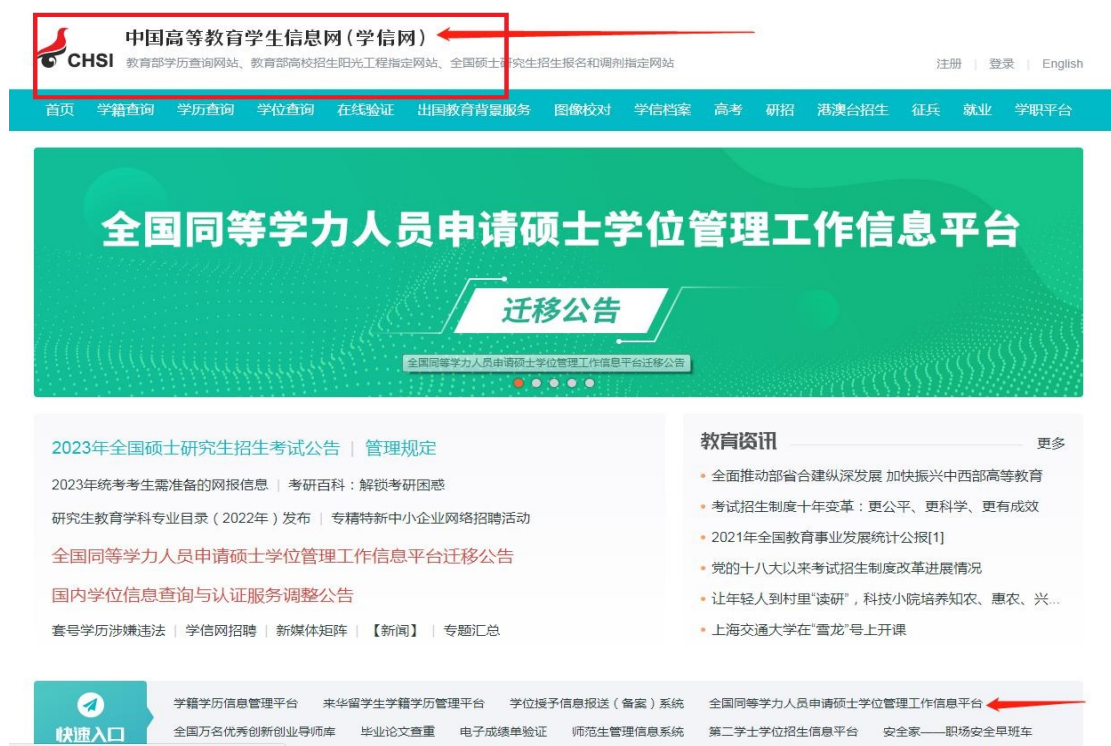 中国高等教育学生信息网(学信网)
CHSI 教育部学历查询网站、教育部高校招生阳光工程指定网站、全国硕士研究生招生报名和调剂指定网站
注册 | 登录 | English
首页 学籍查询 学历查询 学位查询 在线验证 出国教育背景服务 图像校对 学信档案 高考 研招 港澳台招生 征兵 就业 学职平台
全国同等学力人员申请硕士学位管理工作信息平台
迁移公告
全国同等学力人员申请硕士学位管理工作信息平台迁移公告
2023年全国硕士研究生招生考试公告 | 管理规定
2023年统考考生需准备的网报信息 | 考研百科：解锁考研困惑
研究生教育学科专业目录（2022年）发布 | 专精特新中小企业网络招聘活动
全国同等学力人员申请硕士学位管理工作信息平台迁移公告
国内学位信息查询与认证服务调整公告
套号学历涉嫌违法 | 学信网招聘 | 新媒体矩阵 | 【新闻】 | 专题汇总
教育资讯 更多
• 全面推动部省合建纵深发展 加快振兴中西部高等教育
• 考试招生制度十年变革：更公平、更科学、更有成效
• 2021年全国教育事业发展统计公报[1]
• 党的十八大以来考试招生制度改革进展情况
• 让年轻人到村里“读研”，科技小院培养知农、惠农、兴...
• 上海交通大学在“雪龙”号上开课
快速入口
学籍学历信息管理平台 来华留学生学籍学历管理平台 学位授予信息报送（备案）系统 全国同等学力人员申请硕士学位管理工作信息平台
全国万名优秀创新创业导师库 毕业论文查重 电子成绩单验证 师范生管理信息系统 第二学士学位招生信息平台 安全家——职场安全早班车